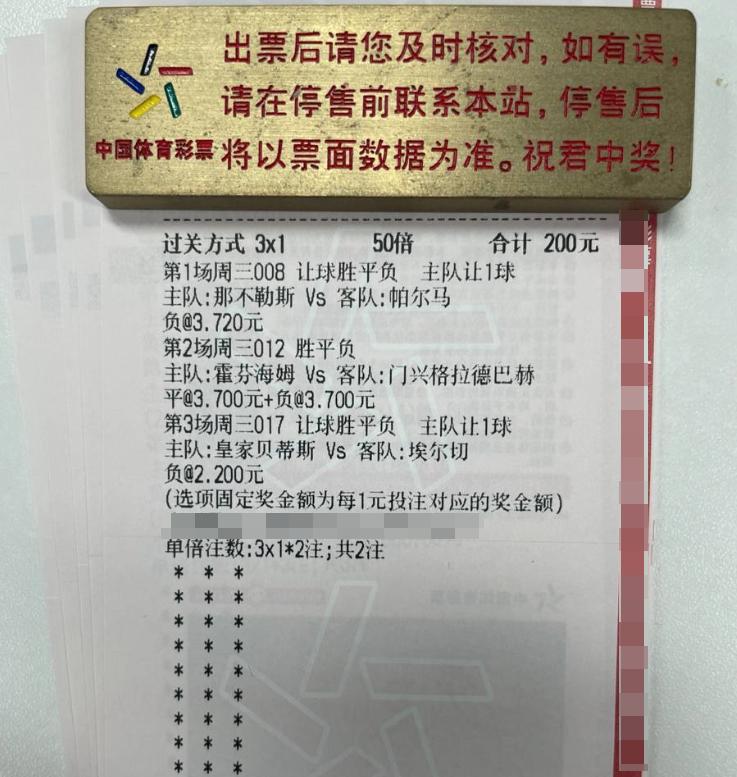 出票后请您及时核对，如有误，
请在停售前联系本站，停售后
将以票面数据为准。祝君中奖！
中国体育彩票
过关方式 3x1 50倍 合计 200元
第1场周三008 让球胜平负 主队让1球
主队:那不勒斯 Vs 客队:帕尔马
负@3.720元
第2场周三012 胜平负
主队:霍芬海姆 Vs 客队:门兴格拉德巴赫
平@3.700元+负@3.700元
第3场周三017 让球胜平负 主队让1球
主队:皇家贝蒂斯 Vs 客队:埃尔切
负@2.200元
(选项固定奖金额为每1元投注对应的奖金额)
单倍注数:3x1*2注;共2注
* * *
* * *
* * *
* * *
* * *
* * *
* * *
* * *
* * *